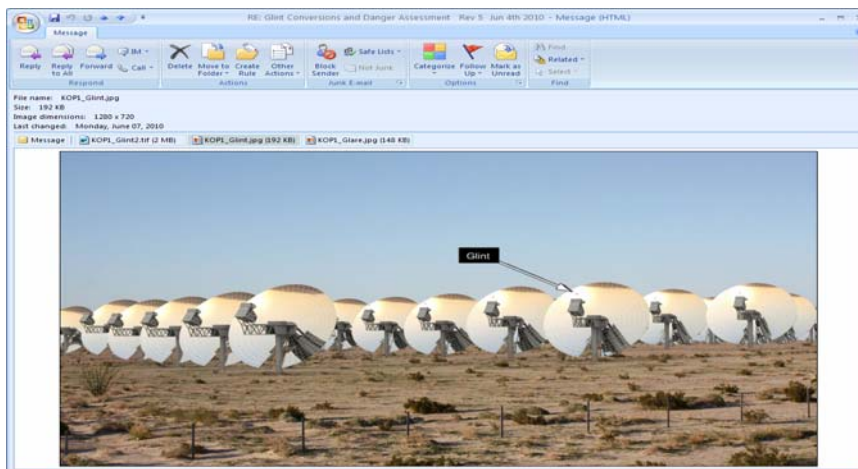 RE: Glint Conversions and Danger Assessment Rev 5 Jun 4th 2010 - Message (HTML)
Message
Reply
Reply to All
Forward
IM
Call
Respond
Delete
Move to Folder
Create Rule
Other Actions
Actions
Block Sender
Safe Lists
Not Junk
Junk E-mail
Categorize
Follow Up
Mark as Unread
Options
Find
Related
Select
Find
File name: KOP1_Glint.jpg
Size: 192 KB
Image dimensions: 1280 x 720
Last changed: Monday, June 07, 2010
Message KOP1_Glint2.tif (2 MB) KOP1_Glint.jpg (192 KB) KOP1_Glare.jpg (148 KB)
Glint